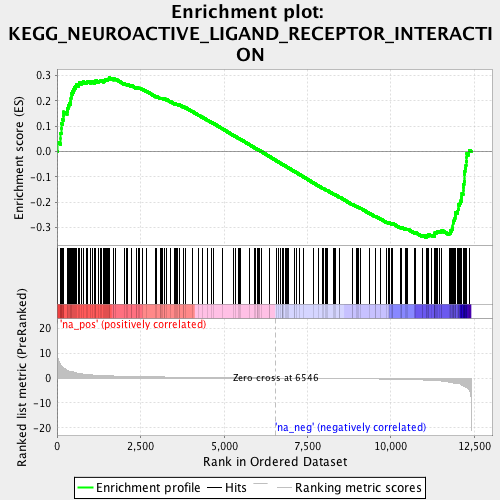 Enrichment plot:
KEGG_NEUROACTIVE_LIGAND_RECEPTOR_INTERACTI
ON
Enrichment score (ES)
0.3
0.2
0.1
0.0
-0.1
-0.2
-0.3
'na_pos' (positively correlated)
Ranked list metric (PreRanked)
20
10
0
-10
-20
Zero cross at 6546
'na_neg' (negatively correlated)
0
2,500
5,000
7,500
10,000
12,500
Rank in Ordered Dataset
Enrichment profile
Hits
Ranking metric scores